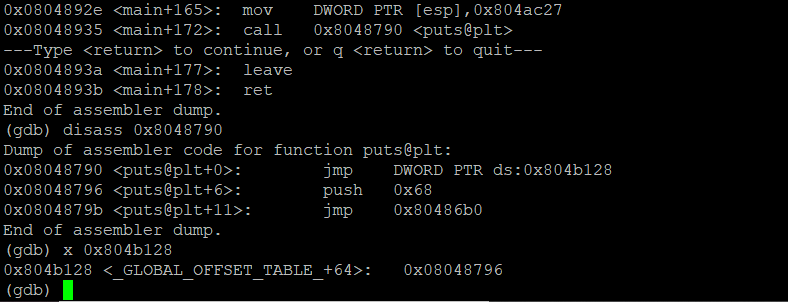 0x0804892e <main+165>: mov DWORD PTR [esp],0x804ac27
0x08048935 <main+172>: call 0x8048790 <puts@plt>
---Type <return> to continue, or q <return> to quit---
0x0804893a <main+177>: leave
0x0804893b <main+178>: ret
End of assembler dump.
(gdb) disass 0x8048790
Dump of assembler code for function puts@plt:
0x08048790 <puts@plt+0>: jmp DWORD PTR ds:0x804b128
0x08048796 <puts@plt+6>: push 0x68
0x0804879b <puts@plt+11>: jmp 0x80486b0
End of assembler dump.
(gdb) x 0x804b128
0x804b128 <_GLOBAL_OFFSET_TABLE_+64>: 0x08048796
(gdb)